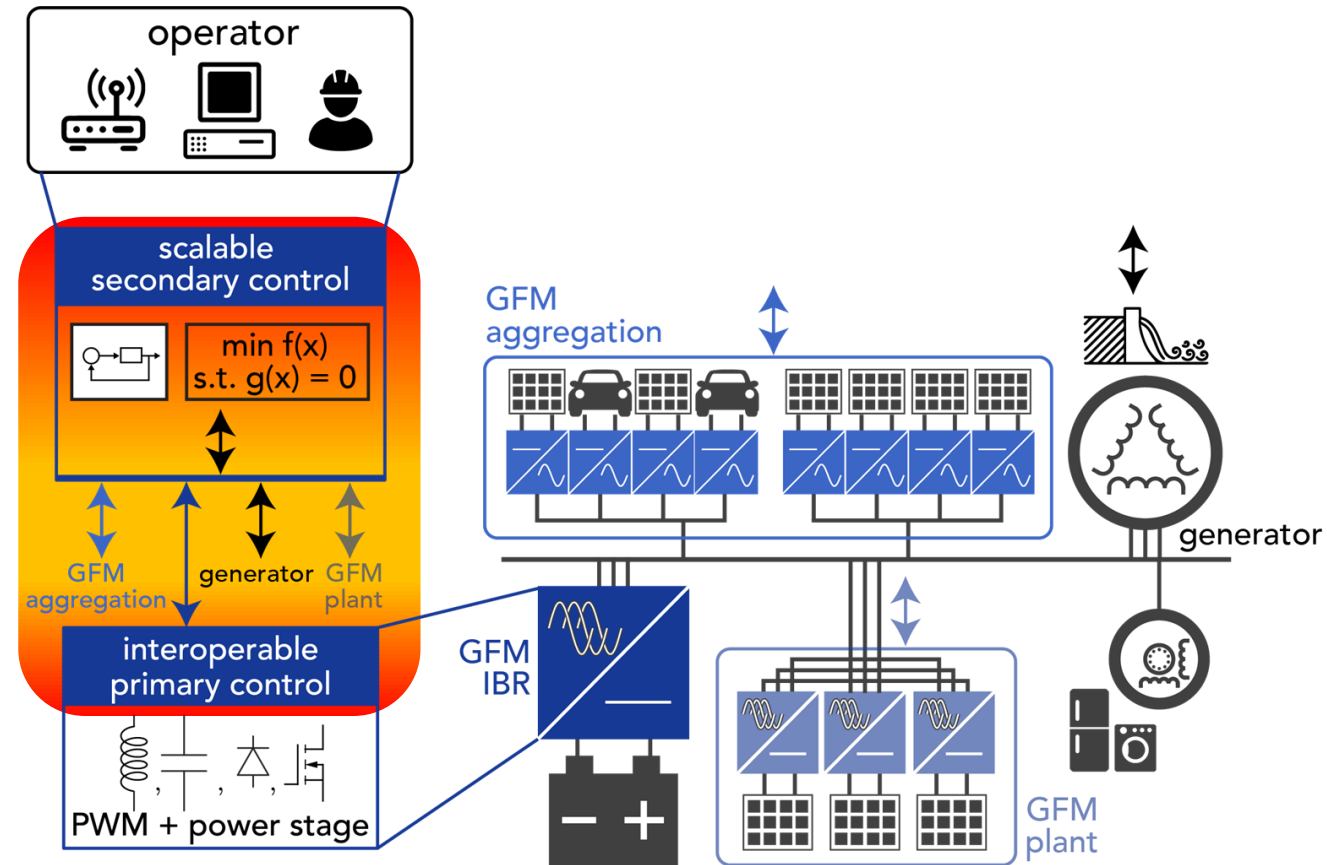 operator
scalable
secondary control
min f(x)
s.t. g(x) = 0
GFM
aggregation
generator
GFM
plant
interoperable
primary control
, , ,
PWM + power stage
GFM
aggregation
generator
GFM
IBR
GFM
plant